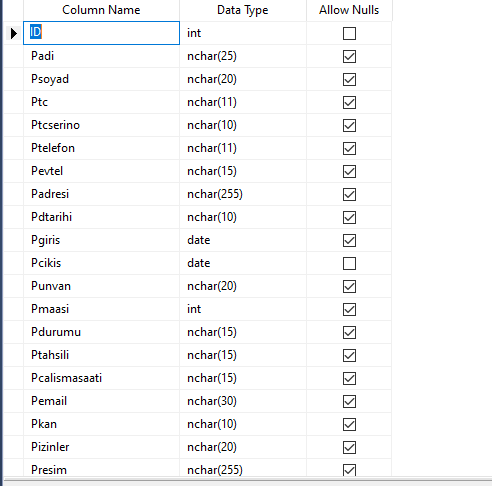 Column Name Data Type Allow Nulls
ID int
Padi nchar(25)
Psoyad nchar(20)
Ptc nchar(11)
Ptcserino nchar(10)
Ptelefon nchar(11)
Pevtel nchar(15)
Padresi nchar(255)
Pdtarihi nchar(10)
Pgiris date
Pcikis date
Punvan nchar(20)
Pmaasi int
Pdurumu nchar(15)
Ptahsili nchar(15)
Pcalismasaati nchar(15)
Pemail nchar(30)
Pkan nchar(10)
Pizinler nchar(20)
Presim nchar(255)